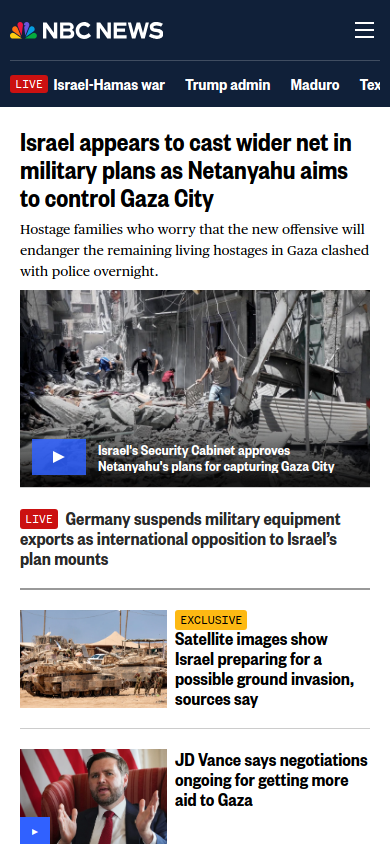 NBC NEWS
LIVE Israel-Hamas war Trump admin Maduro Tex
Israel appears to cast wider net in
military plans as Netanyahu aims
to control Gaza City
Hostage families who worry that the new offensive will
endanger the remaining living hostages in Gaza clashed
with police overnight.
Israel's Security Cabinet approves
Netanyahu's plans for capturing Gaza City
LIVE Germany suspends military equipment
exports as international opposition to Israel’s
plan mounts
EXCLUSIVE
Satellite images show
Israel preparing for a
possible ground invasion,
sources say
JD Vance says negotiations
ongoing for getting more
aid to Gaza